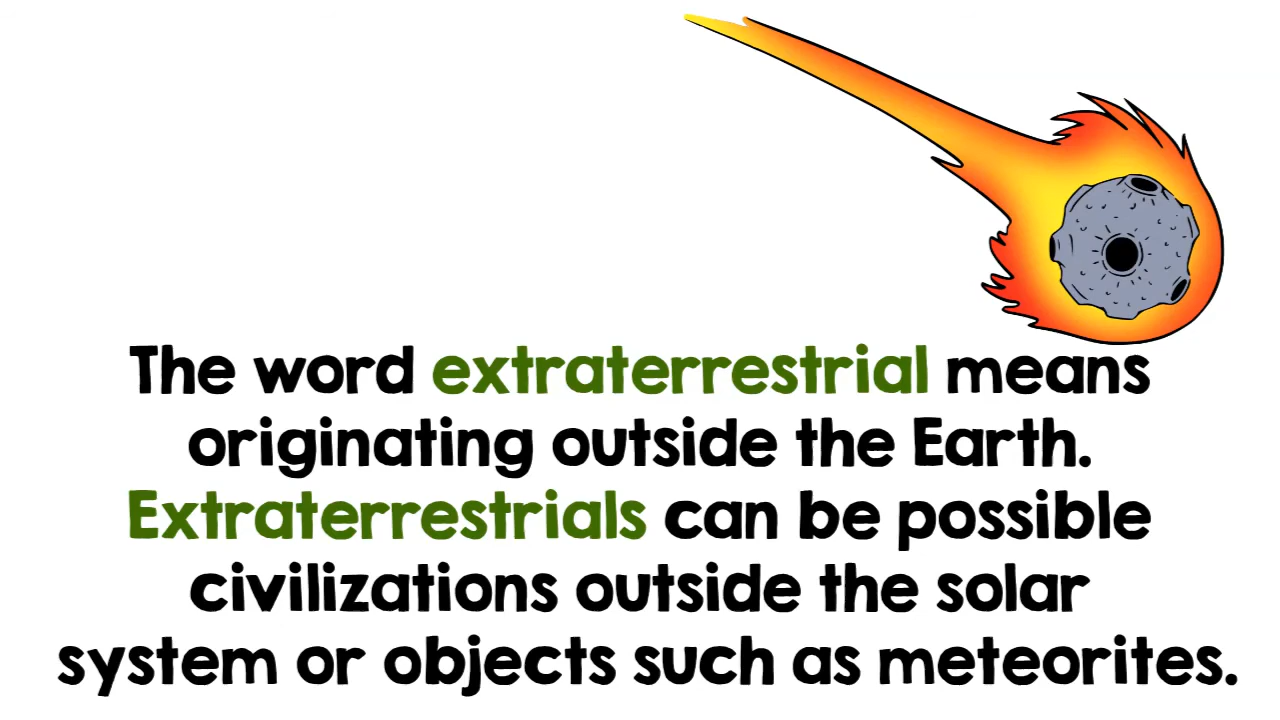 The word extraterrestrial means
originating outside the Earth.
Extraterrestrials can be possible
civilizations outside the solar
system or objects such as meteorites.